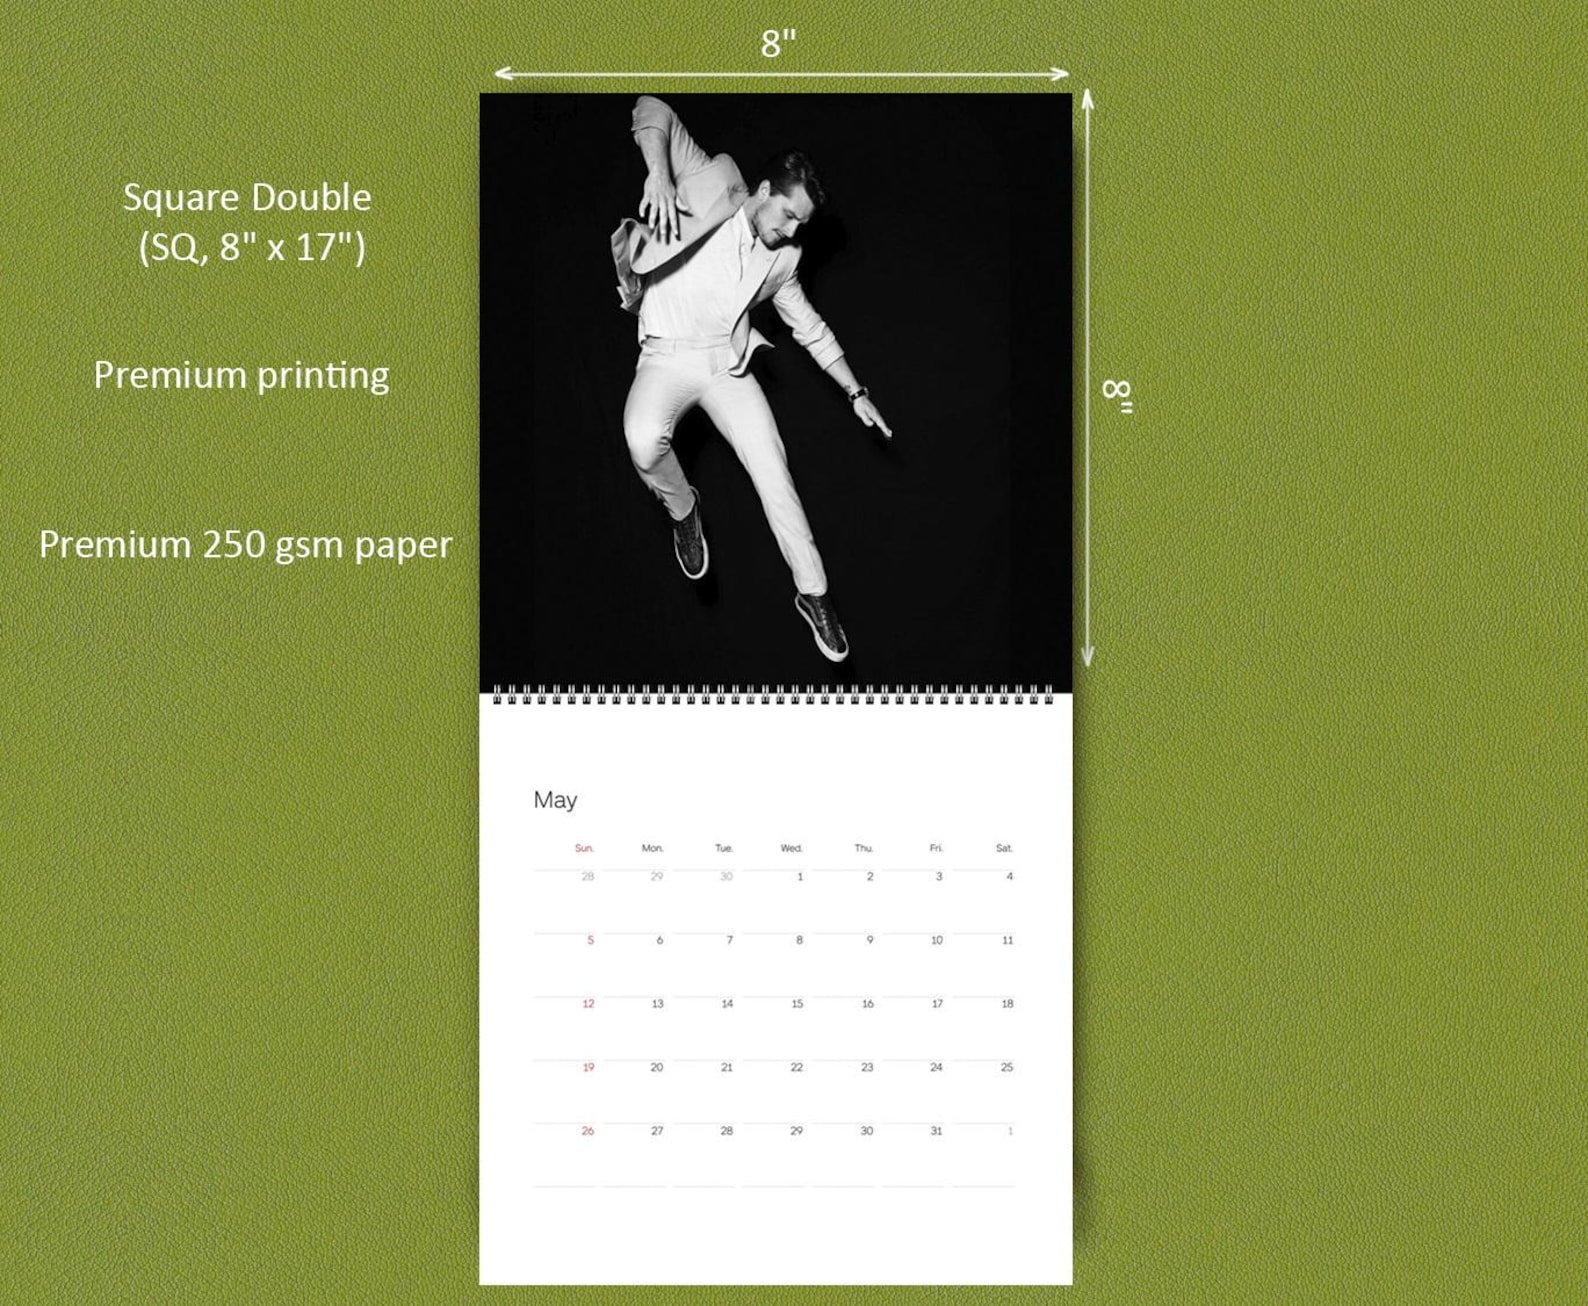 8"
Square Double
(SQ, 8" x 17")
8"
Premium printing
Premium 250 gsm paper
May
Sun. Mon. Tue. Wed. Thu. Fri. Sat.
28 29 30 1 2 3 4
5 6 7 8 9 10 11
12 13 14 15 16 17 18
19 20 21 22 23 24 25
26 27 28 29 30 31 1